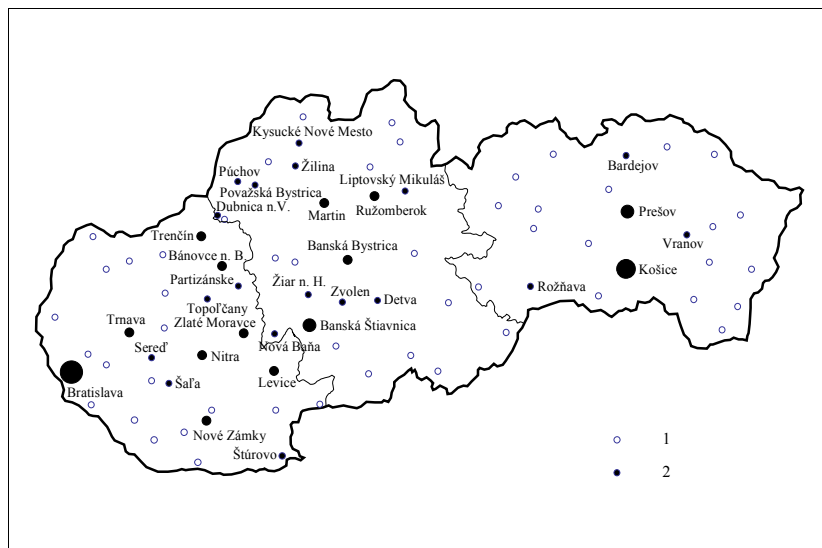 Kysucké Nové Mesto
Bardejov
Púchov
Žilina
Liptovský Mikuláš
Považská Bystrica
Dubnica n.V.
Martin
Ružomberok
Prešov
Trenčín
Banská Bystrica
Vranov
Bánovce n. B.
Košice
Partizánske
Žiar n. H.
Zvolen
Detva
Rožňava
Topoľčany
Trnava
Zlaté Moravce
Banská Štiavnica
Sereď
Nová Baňa
Nitra
Šaľa
Levice
Bratislava
Nové Zámky
1
Štúrovo
2